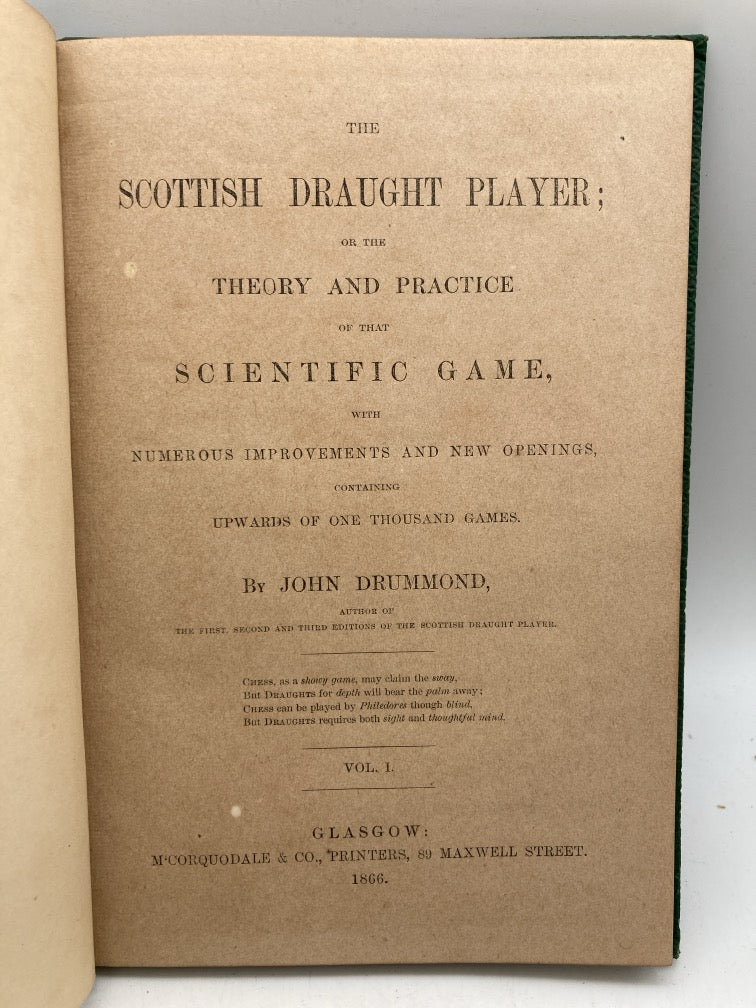 THE
SCOTTISH DRAUGHT PLAYER;
OR THE
THEORY AND PRACTICE
OF THAT
SCIENTIFIC GAME,
WITH
NUMEROUS IMPROVEMENTS AND NEW OPENINGS,
CONTAINING
UPWARDS OF ONE THOUSAND GAMES.
BY JOHN DRUMMOND,
AUTHOR OF
THE FIRST, SECOND AND THIRD EDITIONS OF THE SCOTTISH DRAUGHT PLAYER.
CHESS, as a showy game, may claim the sway,
But DRAUGHTS for depth will bear the palm away;
CHESS can be played by Philedores though blind,
But DRAUGHTS requires both sight and thoughtful mind.
VOL. I.
GLASGOW:
M'CORQUODALE & CO., PRINTERS, 89 MAXWELL STREET.
1866.